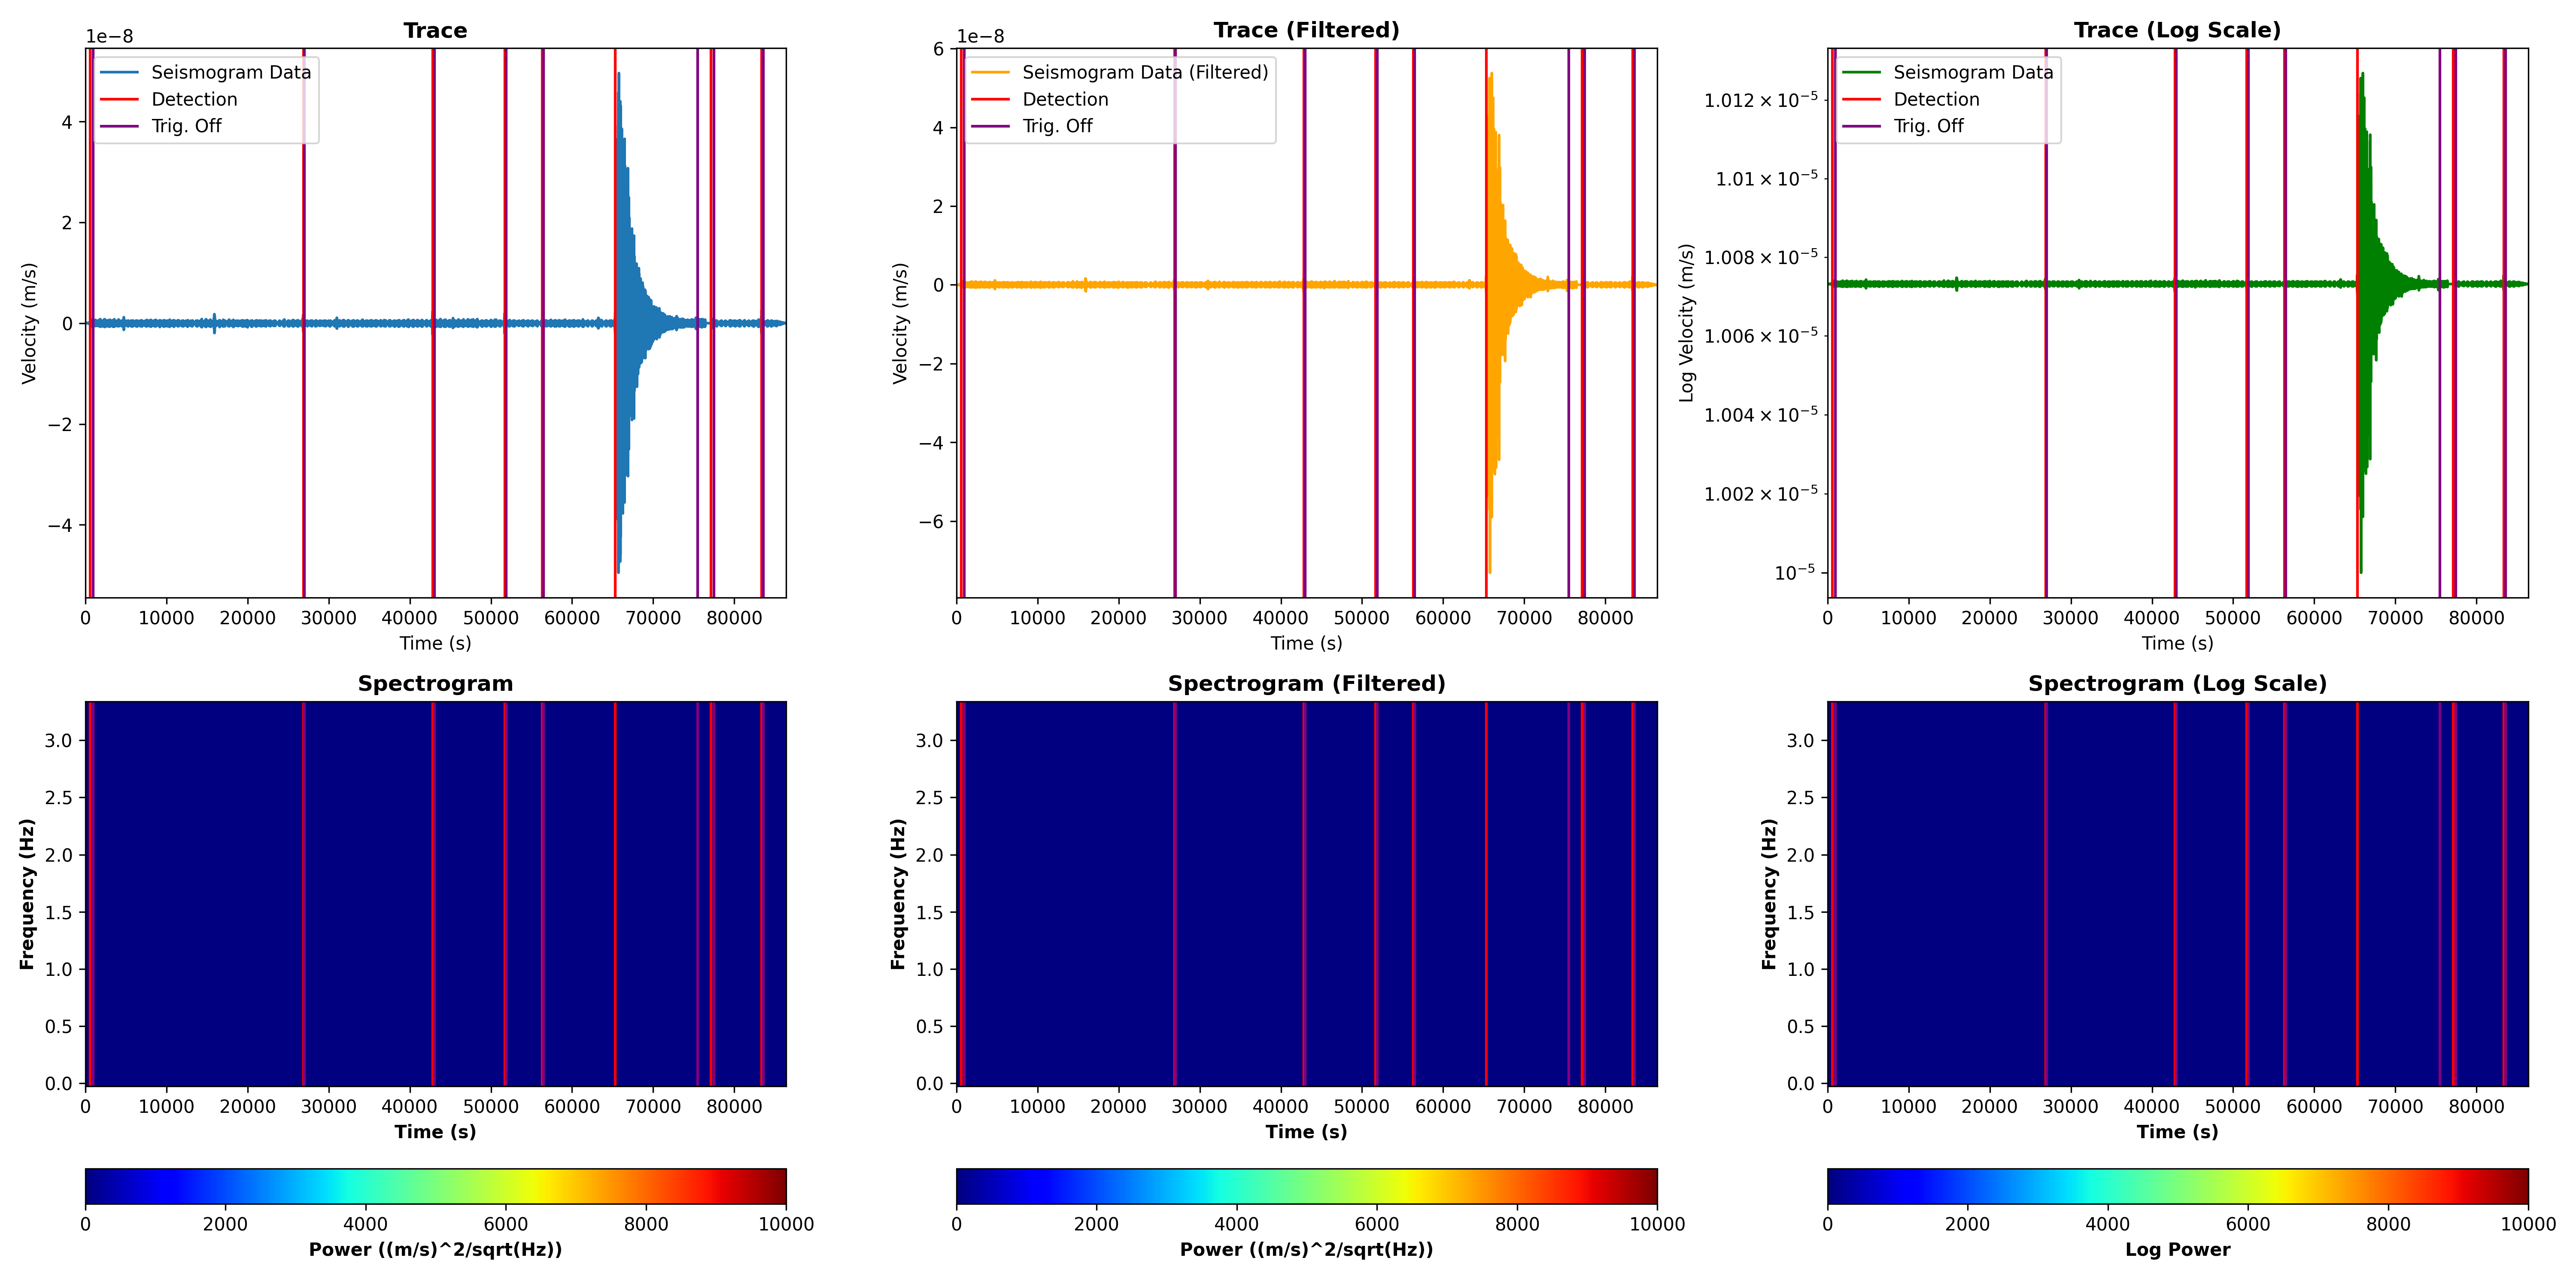 Trace
1e−8
Seismogram Data
Detection
Trig. Off
4
2
0
−2
−4
Velocity (m/s)
0 10000 20000 30000 40000 50000 60000 70000 80000
Time (s)
Trace (Filtered)
1e−8
Seismogram Data (Filtered)
Detection
Trig. Off
6
4
2
0
−2
−4
−6
Velocity (m/s)
0 10000 20000 30000 40000 50000 60000 70000 80000
Time (s)
Trace (Log Scale)
Seismogram Data
Detection
Trig. Off
1.012 × 10⁻⁵
1.01 × 10⁻⁵
1.008 × 10⁻⁵
1.006 × 10⁻⁵
1.004 × 10⁻⁵
1.002 × 10⁻⁵
10⁻⁵
Log Velocity (m/s)
0 10000 20000 30000 40000 50000 60000 70000 80000
Time (s)
Spectrogram
3.0
2.5
2.0
1.5
1.0
0.5
0.0
Frequency (Hz)
0 10000 20000 30000 40000 50000 60000 70000 80000
Time (s)
0 2000 4000 6000 8000 10000
Power ((m/s)^2/sqrt(Hz))
Spectrogram (Filtered)
3.0
2.5
2.0
1.5
1.0
0.5
0.0
Frequency (Hz)
0 10000 20000 30000 40000 50000 60000 70000 80000
Time (s)
0 2000 4000 6000 8000 10000
Power ((m/s)^2/sqrt(Hz))
Spectrogram (Log Scale)
3.0
2.5
2.0
1.5
1.0
0.5
0.0
Frequency (Hz)
0 10000 20000 30000 40000 50000 60000 70000 80000
Time (s)
0 2000 4000 6000 8000 10000
Log Power